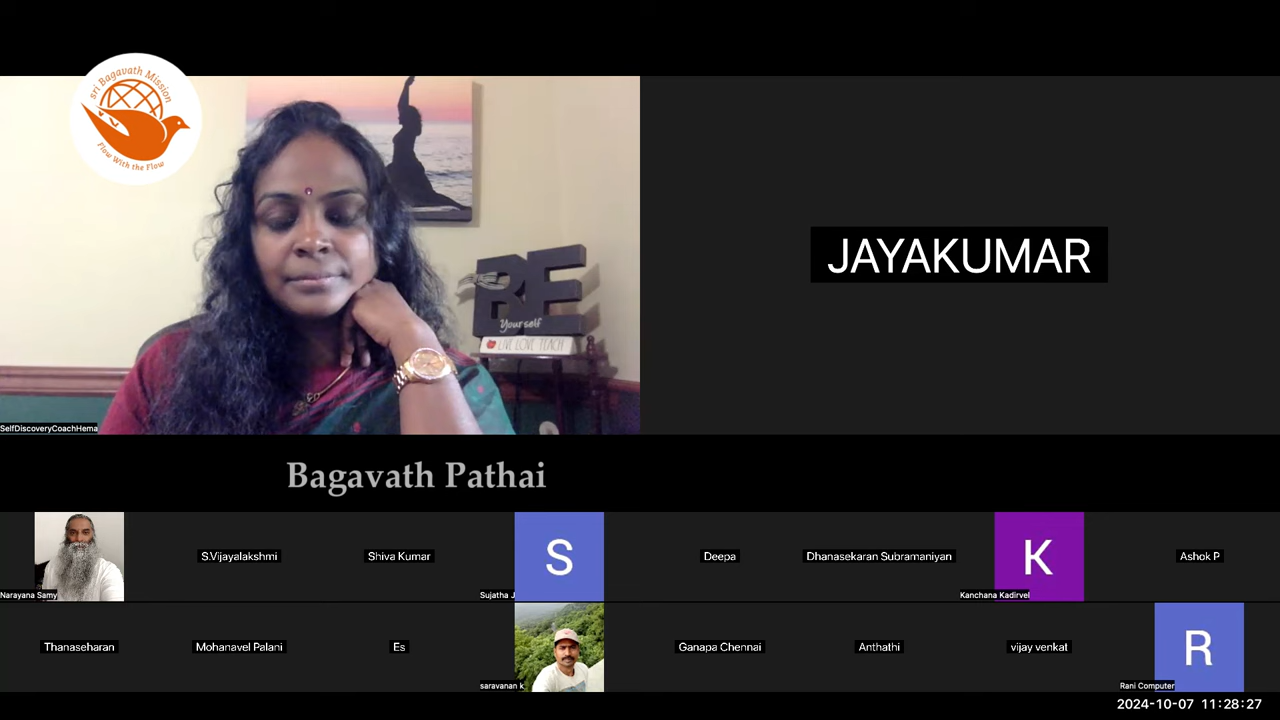 Sri Bagavath Mission
Flow With the Flow
BE
Yourself
LIVE LOVE TEACH
SelfDiscoveryCoachHema
JAYAKUMAR
Bagavath Pathai
S
K
Narayana Samy
S.Vijayalakshmi
Shiva Kumar
Sujatha J
Deepa
Dhanasekaran Subramaniyan
Kanchana Kadirvel
Ashok P
R
Thanaseharan
Mohanavel Palani
Es
saravanan k
Ganapa Chennai
Anthathi
vijay venkat
Rani Computer
2024-10-07 11:28:27